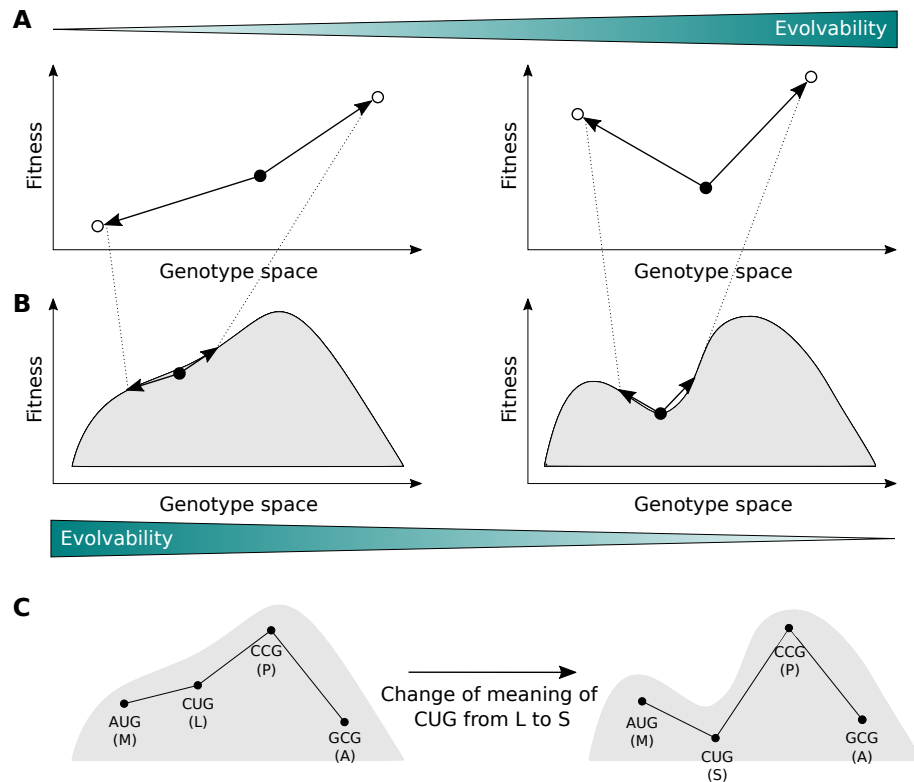 A
Evolvability
Fitness
Genotype space
Fitness
Genotype space
B
Fitness
Genotype space
Fitness
Genotype space
Evolvability
C
AUG
(M)
CUG
(L)
CCG
(P)
GCG
(A)
Change of meaning of
CUG from L to S
AUG
(M)
CUG
(S)
CCG
(P)
GCG
(A)